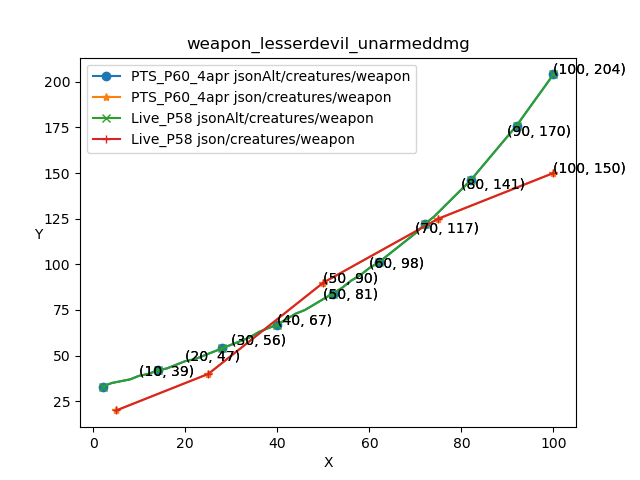 weapon_lesserdevil_unarmeddmg
PTS_P60_4apr jsonAlt/creatures/weapon
PTS_P60_4apr json/creatures/weapon
Live_P58 jsonAlt/creatures/weapon
Live_P58 json/creatures/weapon
(100, 204)
(90, 170)
(100, 150)
(80, 141)
(70, 117)
(60, 98)
(50, 90)
(50, 81)
(40, 67)
(30, 56)
(20, 47)
(10, 39)
200
175
150
125
100
75
50
25
Y
0 20 40 60 80 100
X